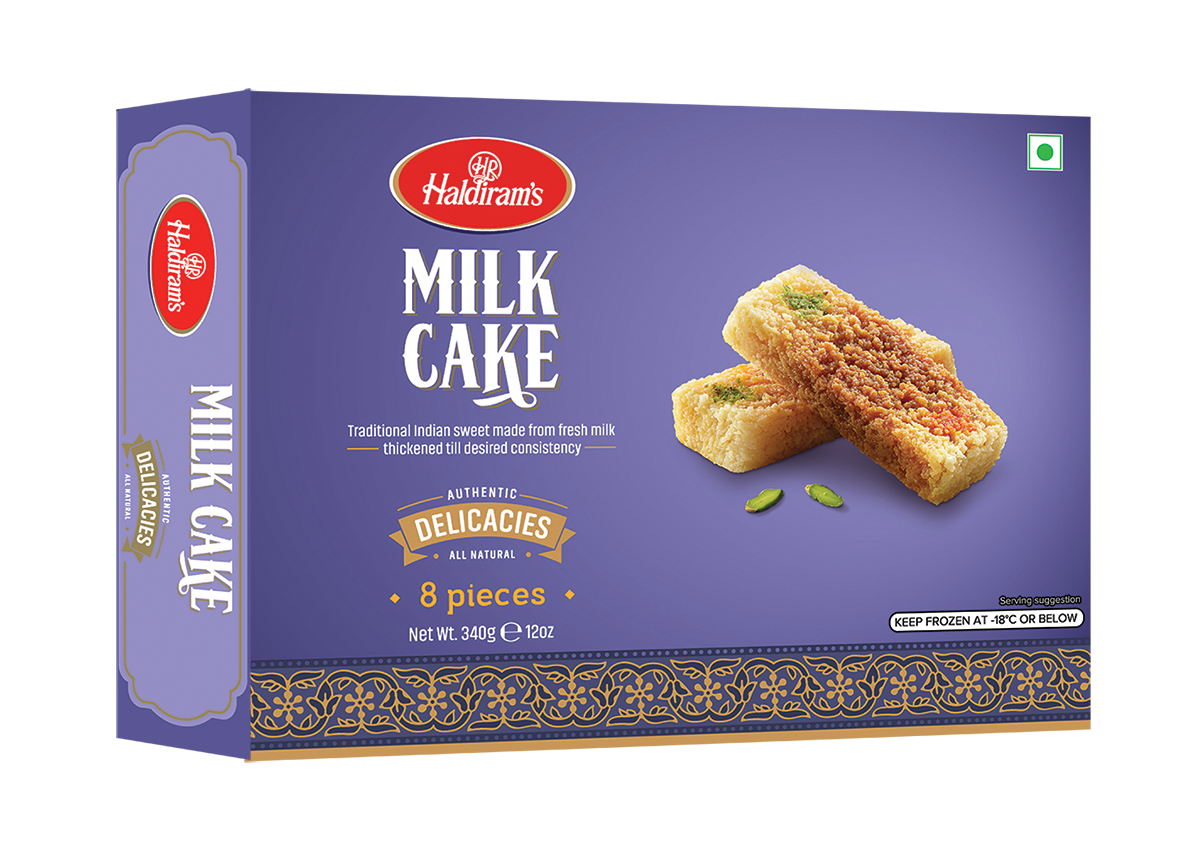 HR
Haldiram's
MILK CAKE
AUTHENTIC
DELICACIES
ALL NATURAL
HR
Haldiram's
MILK
CAKE
Traditional Indian sweet made from fresh milk
thickened till desired consistency
AUTHENTIC
DELICACIES
ALL NATURAL
8 pieces
Net Wt. 340g ℮ 12oz
Serving suggestion
KEEP FROZEN AT -18°C OR BELOW